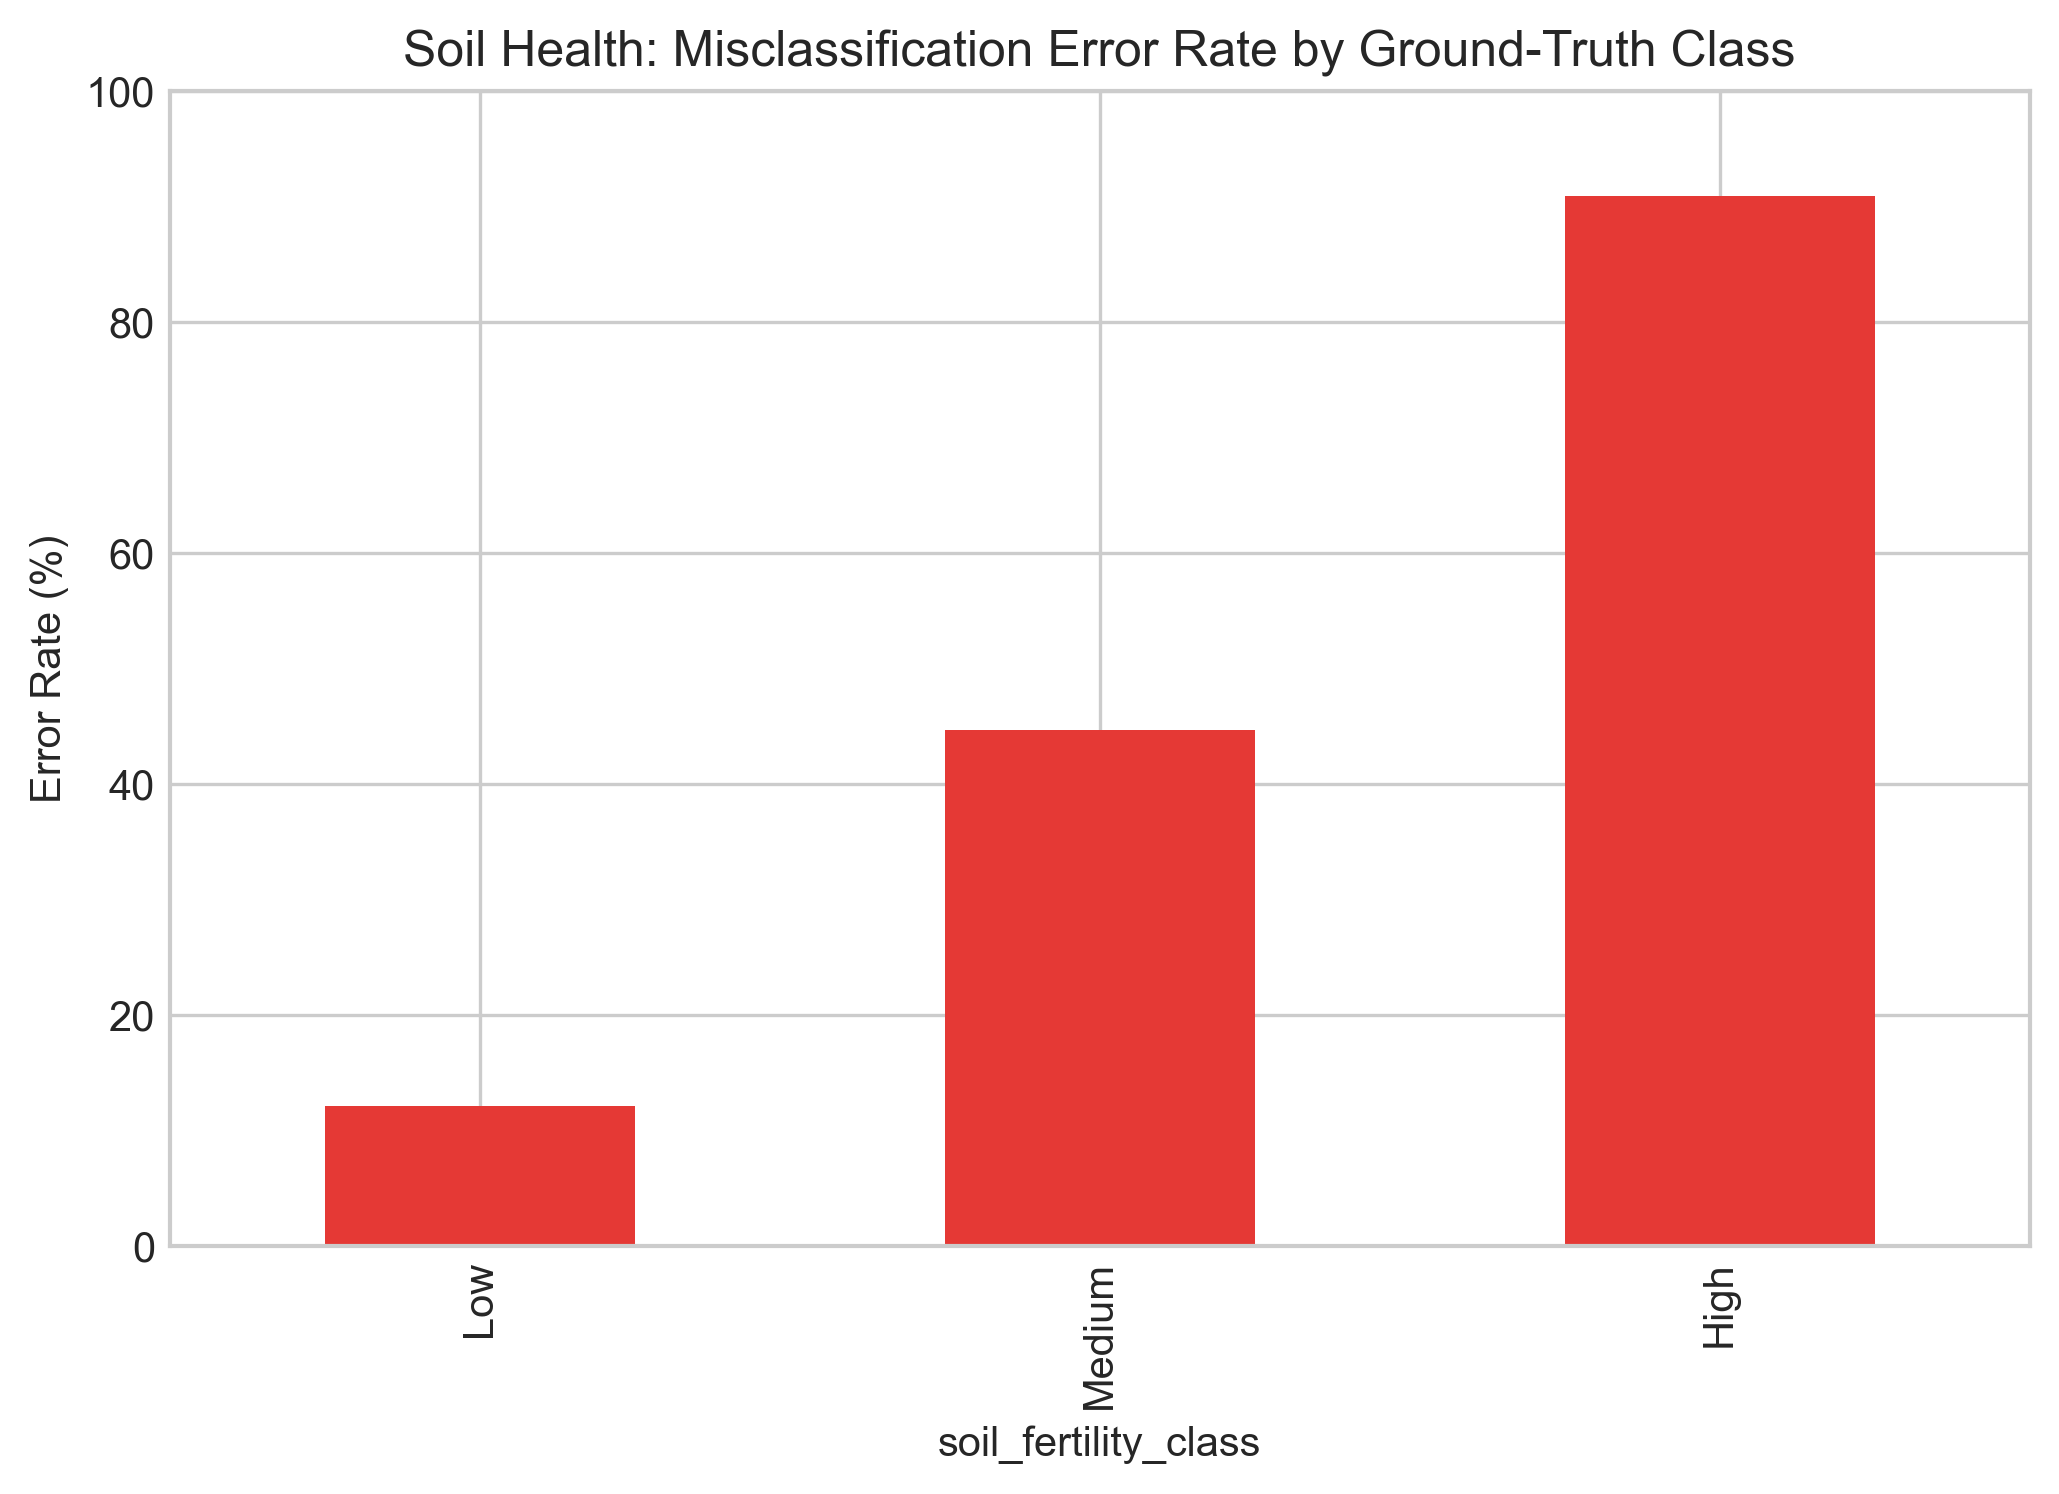 Soil Health: Misclassification Error Rate by Ground-Truth Class
100
80
60
40
20
0
Error Rate (%)
Low
Medium
High
soil_fertility_class